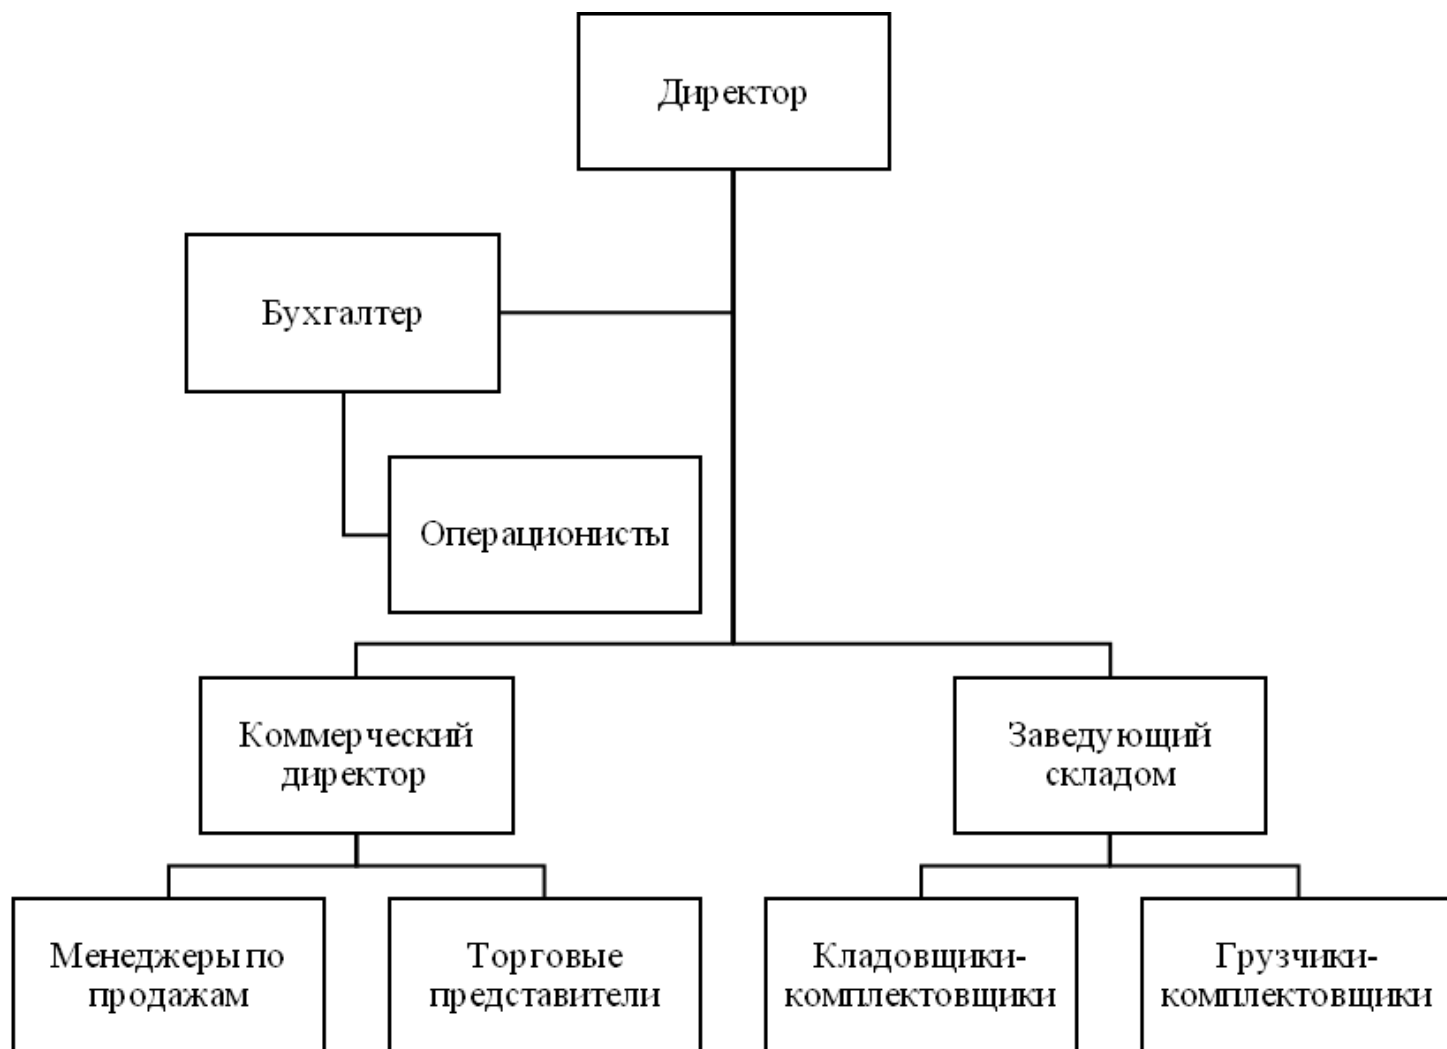 Директор
Бухгалтер
Операционисты
Коммерческий
директор
Заведующий
складом
Менеджеры по
продажам
Торговые
представители
Кладовщики-
комплектовщики
Грузчики-
комплектовщики